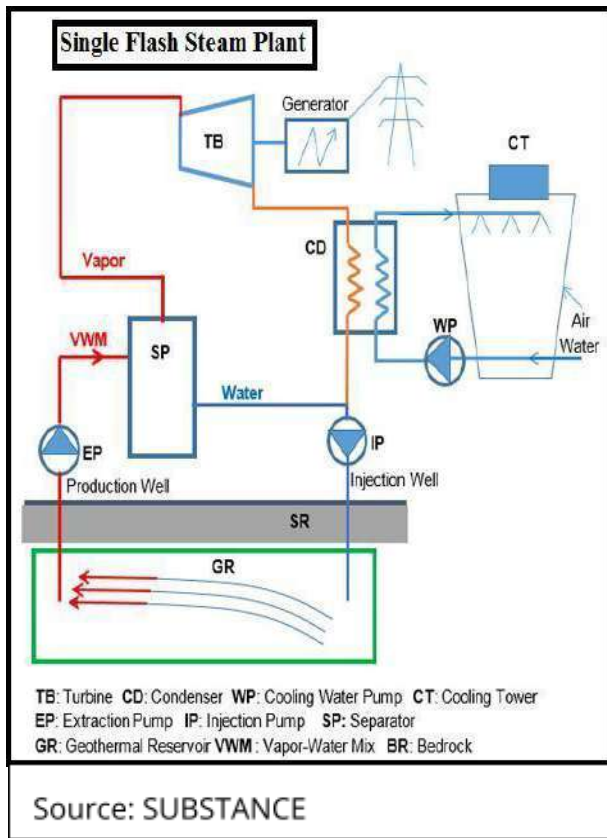 Single Flash Steam Plant
Generator
TB
CT
CD
Vapor
WP
Air
VWM
SP
Water
Water
EP
IP
Production Well
Injection Well
SR
GR
TB: Turbine CD: Condenser WP: Cooling Water Pump CT: Cooling Tower
EP: Extraction Pump IP: Injection Pump SP: Separator
GR: Geothermal Reservoir VWM : Vapor-Water Mix BR: Bedrock
Source: SUBSTANCE